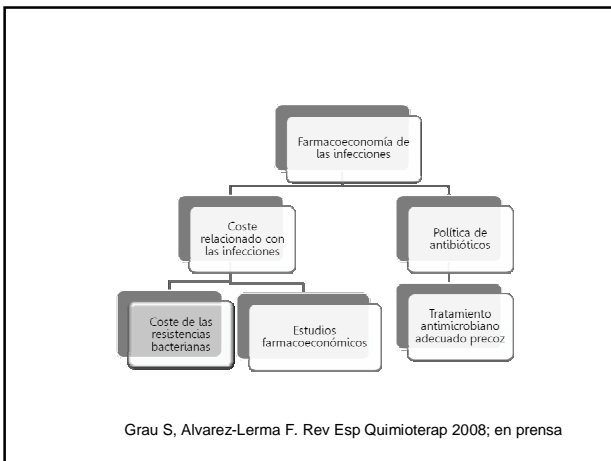 Farmacoeconomía de
las infecciones
Coste
relacionado con
las infecciones
Política de
antibióticos
Coste de las
resistencias
bacterianas
Estudios
farmacoeconómicos
Tratamiento
antimicrobiano
adecuado precoz
Grau S, Alvarez-Lerma F. Rev Esp Quimioterap 2008; en prensa